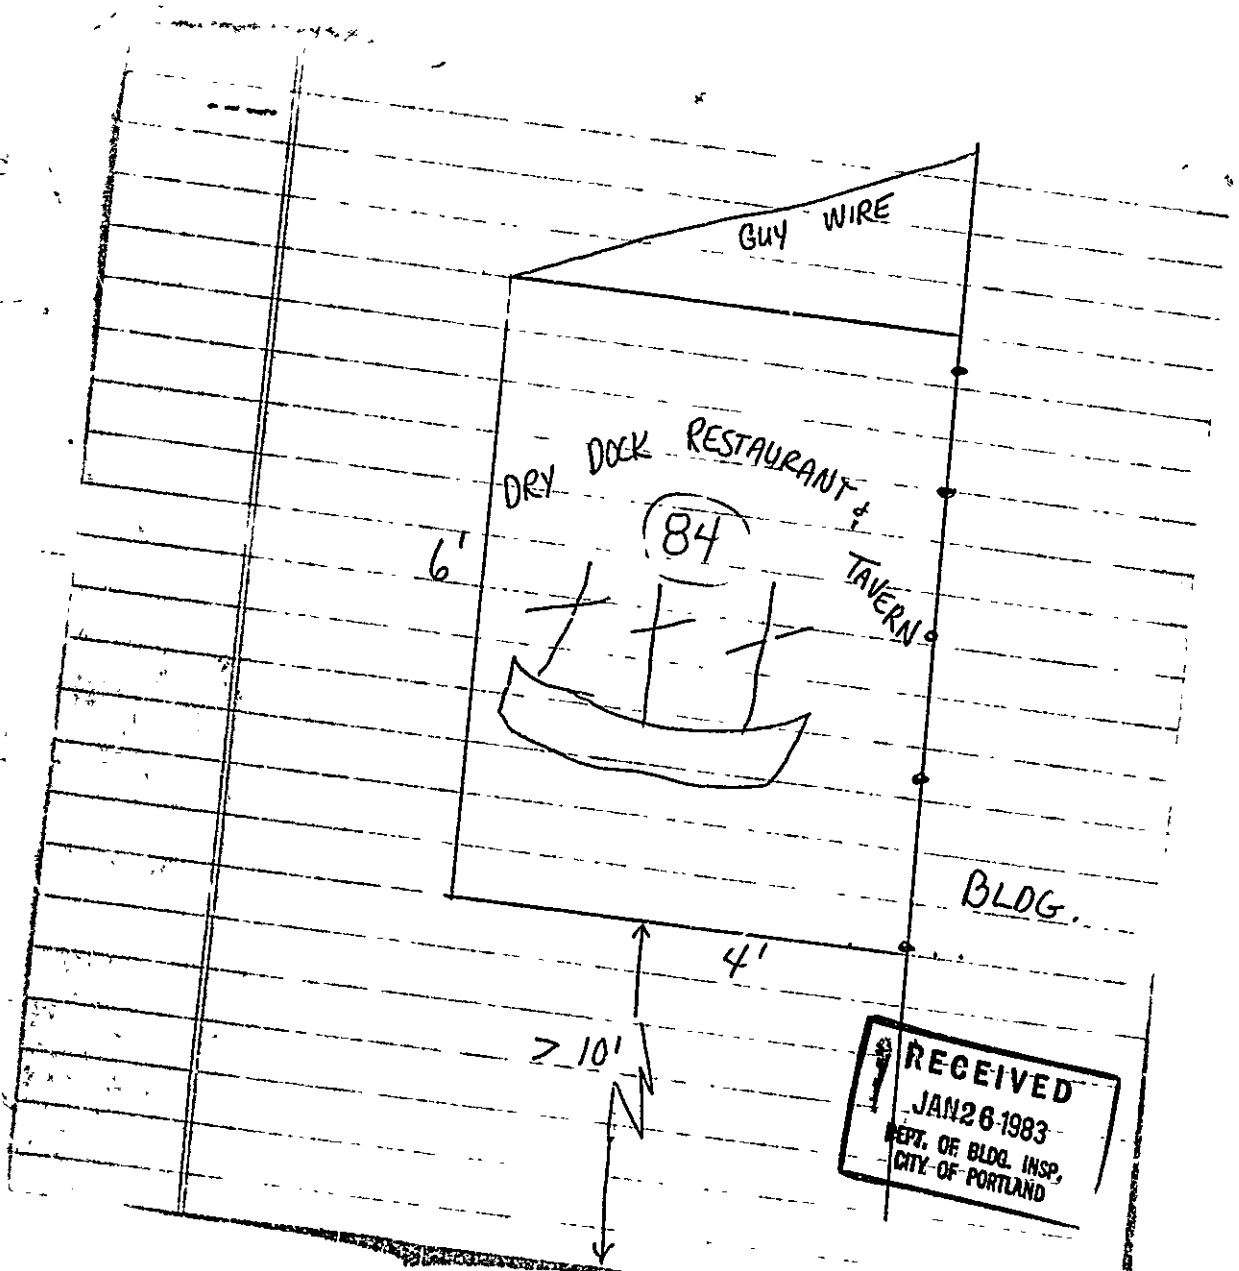 GUY WIRE
DRY DOCK RESTAURANT &
TAVERN
84
6'
BLDG.
4'
> 10'
RECEIVED
JAN 26 1983
DEPT. OF BLDG. INSP.
CITY OF PORTLAND